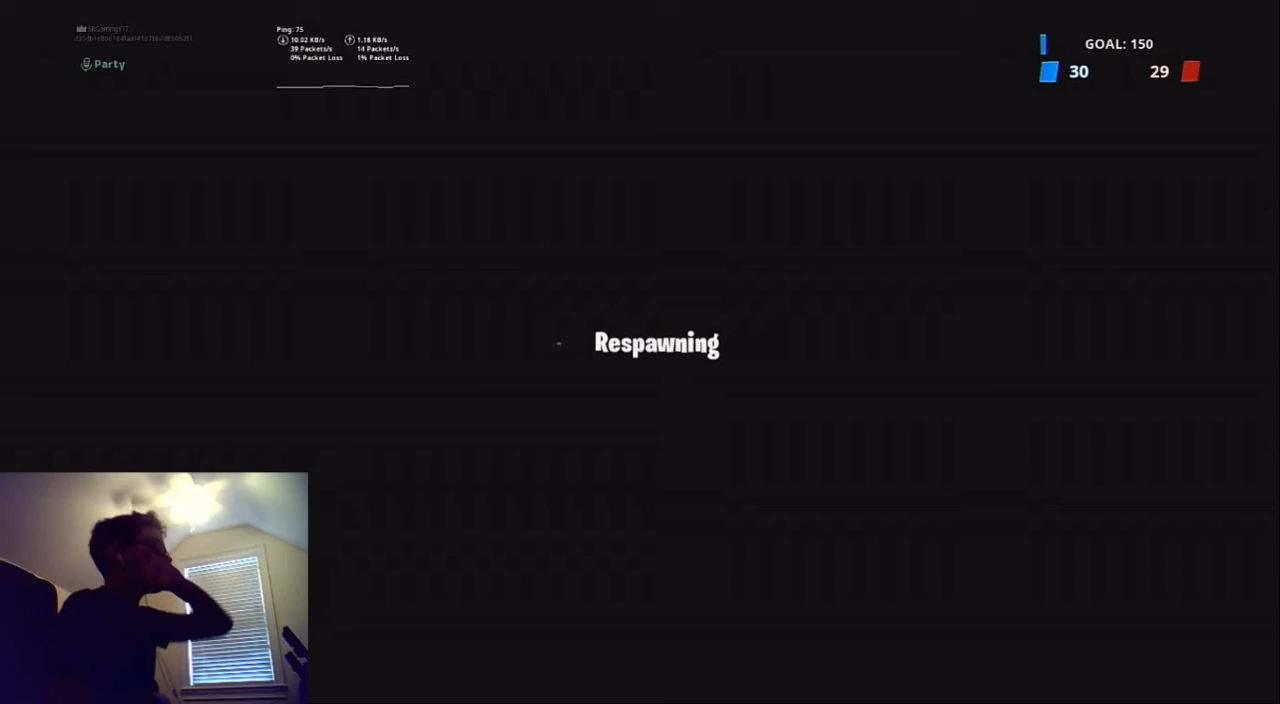 Ping: 75
10.02 KB/s 1.18 KB/s
39 Packets/s 14 Packets/s
0% Packet Loss 1% Packet Loss
Party
GOAL: 150
30 29
Respawning